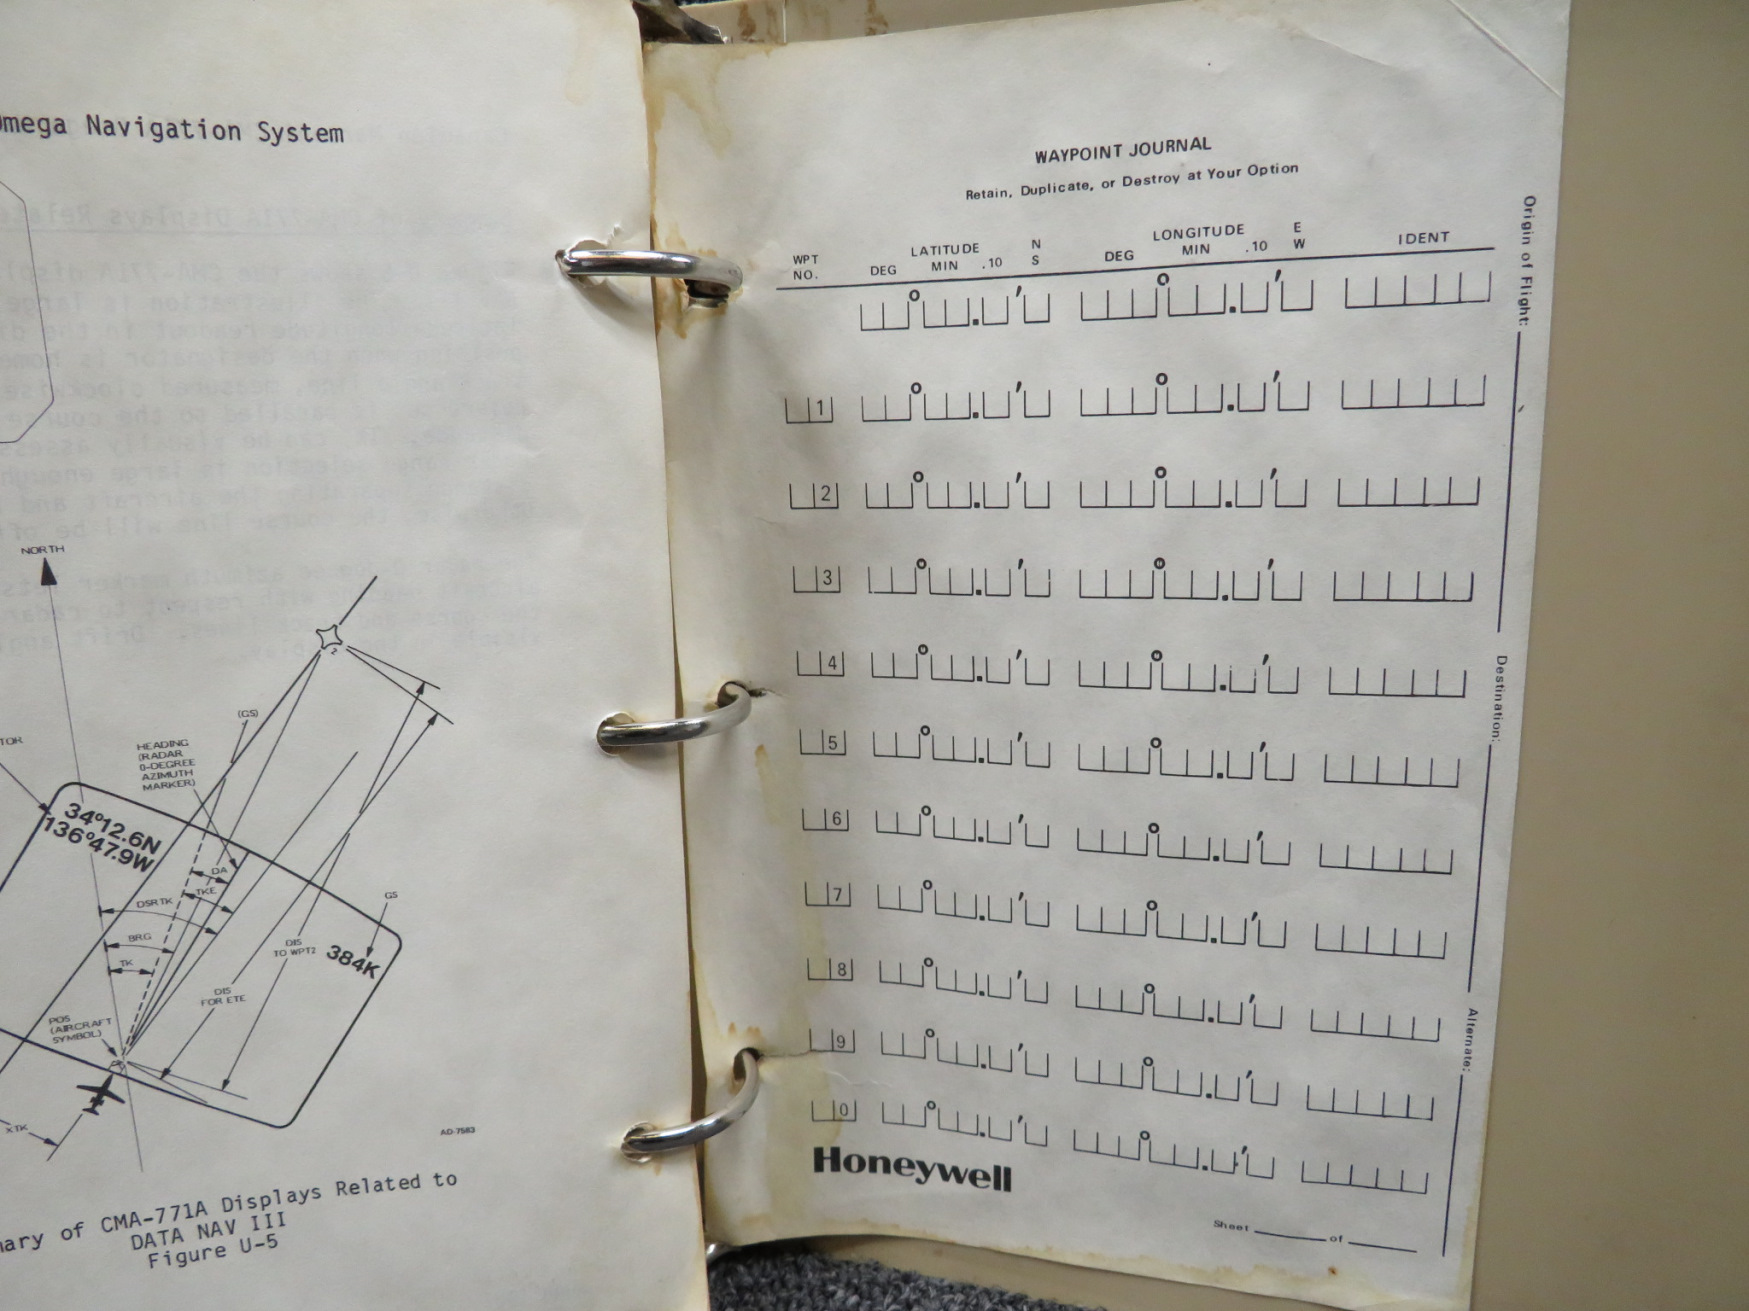 Omega Navigation System
NORTH
(GS)
HEADING
(RADAR
0-DEGREE
AZIMUTH
MARKER)
34°12.6N
136°47.9W
DA
TKE
DSRTK
BRG
TK
GS
384K
DIS
TO WPT2
DIS
FOR ETE
POS
(AIRCRAFT
SYMBOL)
XTK
AD-7583
of CMA-771A Displays Related to
DATA NAV III
Figure U-5
WAYPOINT JOURNAL
Retain, Duplicate, or Destroy at Your Option
WPT NO. LATITUDE DEG MIN .10 N S LONGITUDE DEG MIN .10 E W IDENT
1
2
3
4
5
6
7
8
9
0
Honeywell
Sheet of
Origin of Flight:
Destination:
Alternate: